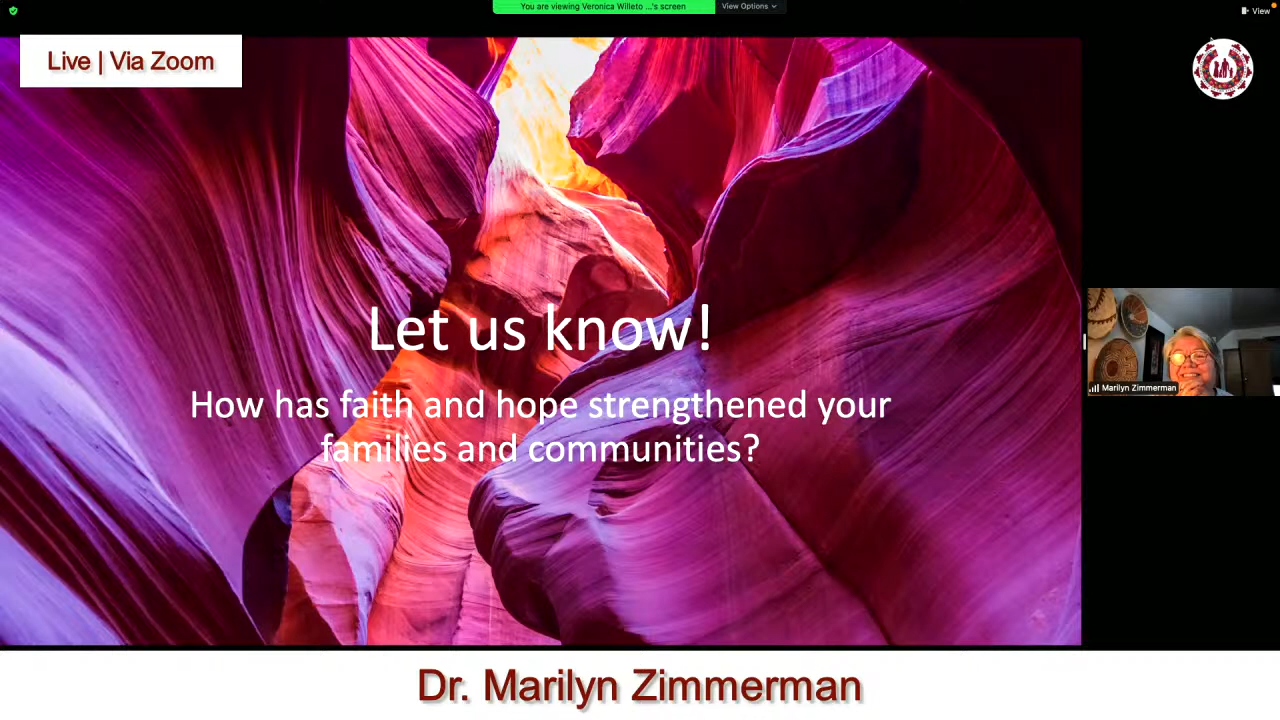 You are viewing Veronica Willeto ...'s screen
View Options
View
Live | Via Zoom
Let us know!
How has faith and hope strengthened your
families and communities?
Marilyn Zimmerman
Dr. Marilyn Zimmerman